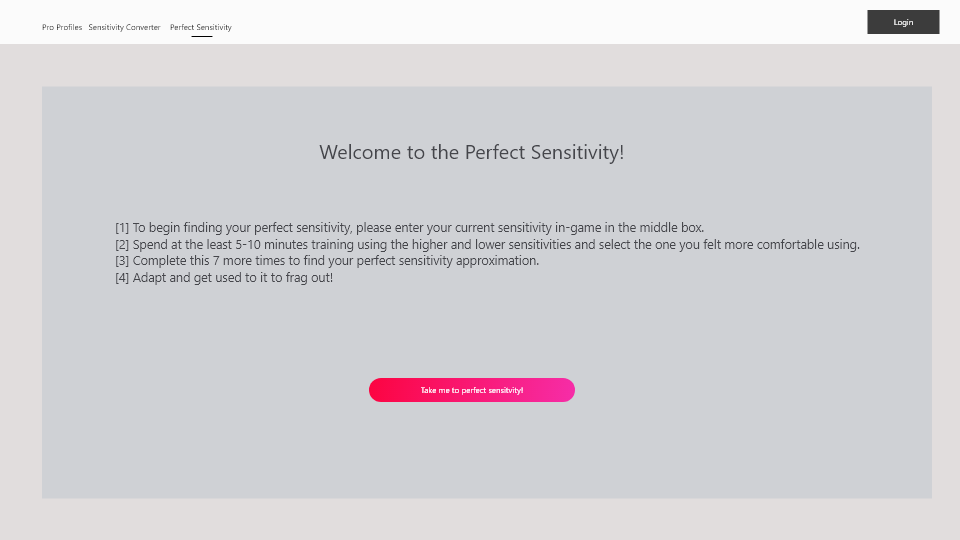 Pro Profiles Sensitivity Converter Perfect Sensitivity
Login
Welcome to the Perfect Sensitivity!
[1] To begin finding your perfect sensitivity, please enter your current sensitivity in-game in the middle box.
[2] Spend at the least 5-10 minutes training using the higher and lower sensitivities and select the one you felt more comfortable using.
[3] Complete this 7 more times to find your perfect sensitivity approximation.
[4] Adapt and get used to it to frag out!
Take me to perfect sensitvity!